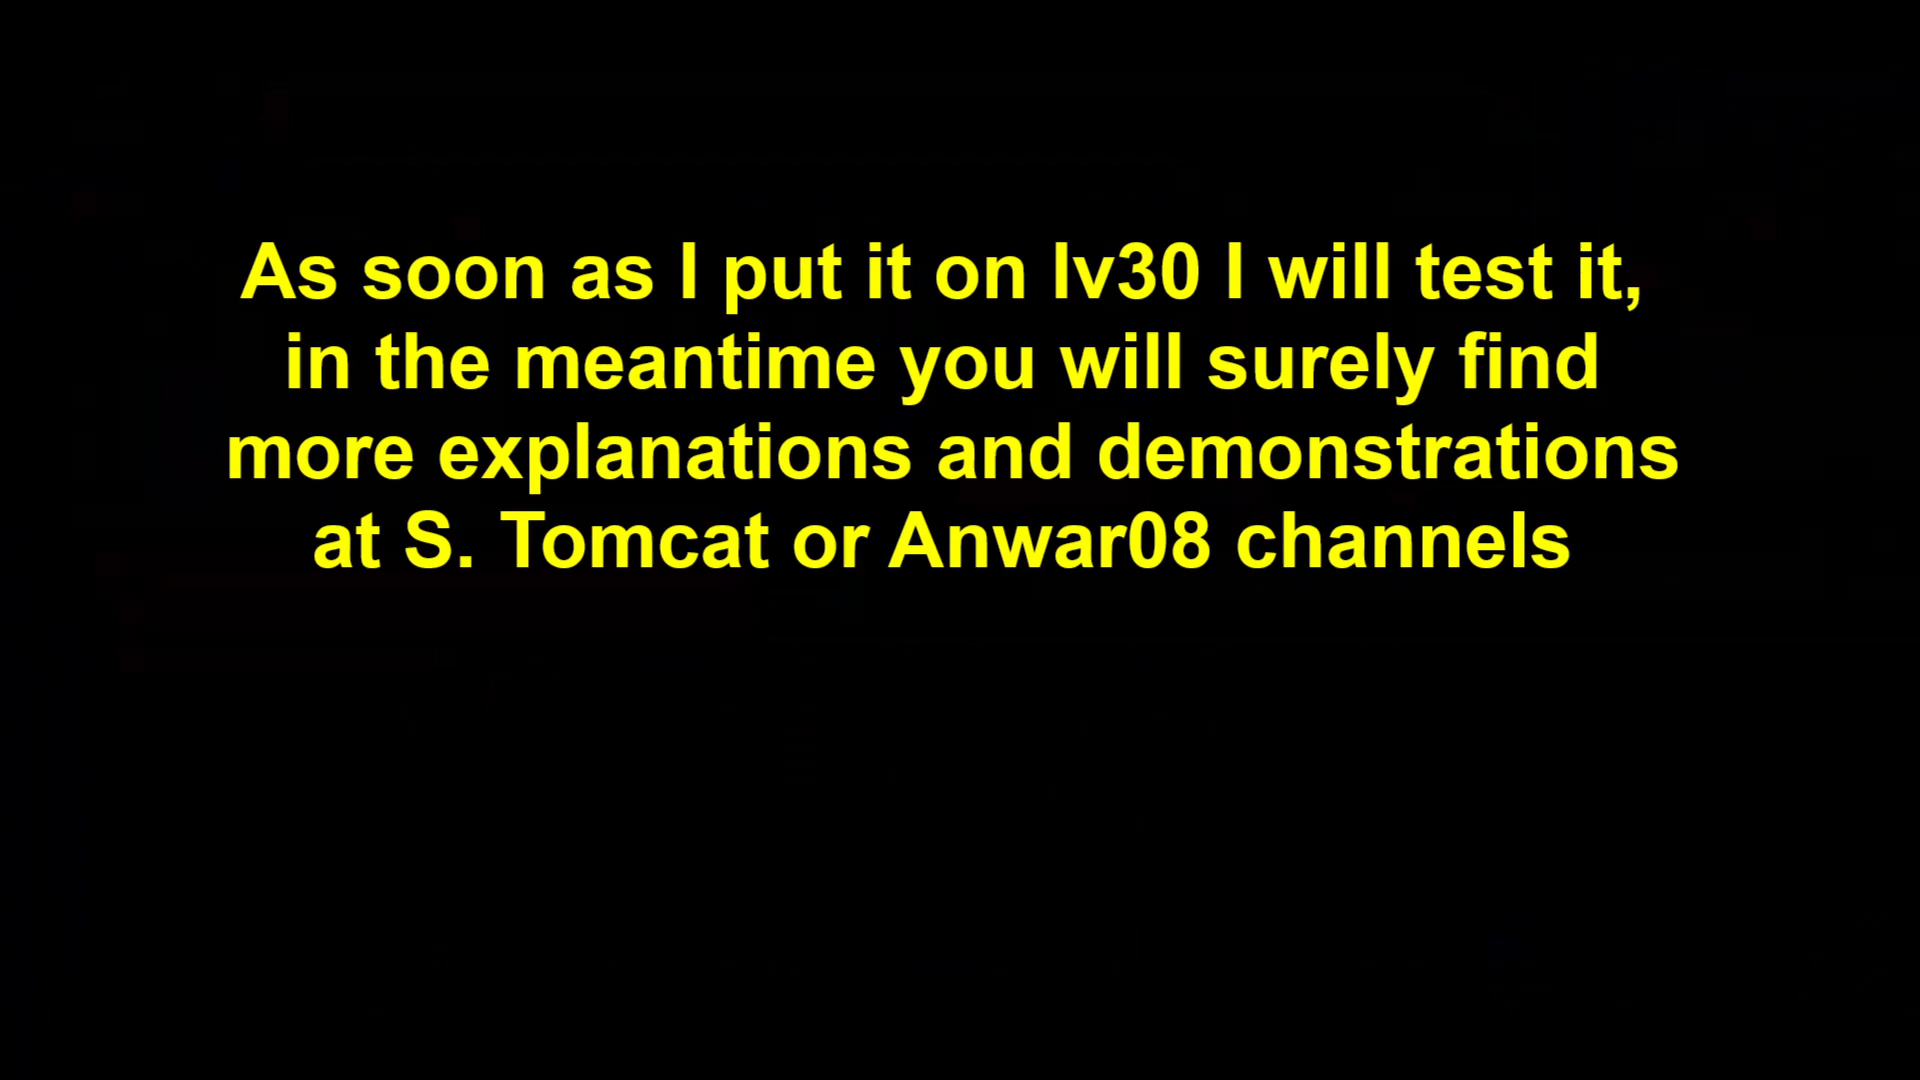 As soon as I put it on lv30 I will test it,
in the meantime you will surely find
more explanations and demonstrations
at S. Tomcat or Anwar08 channels